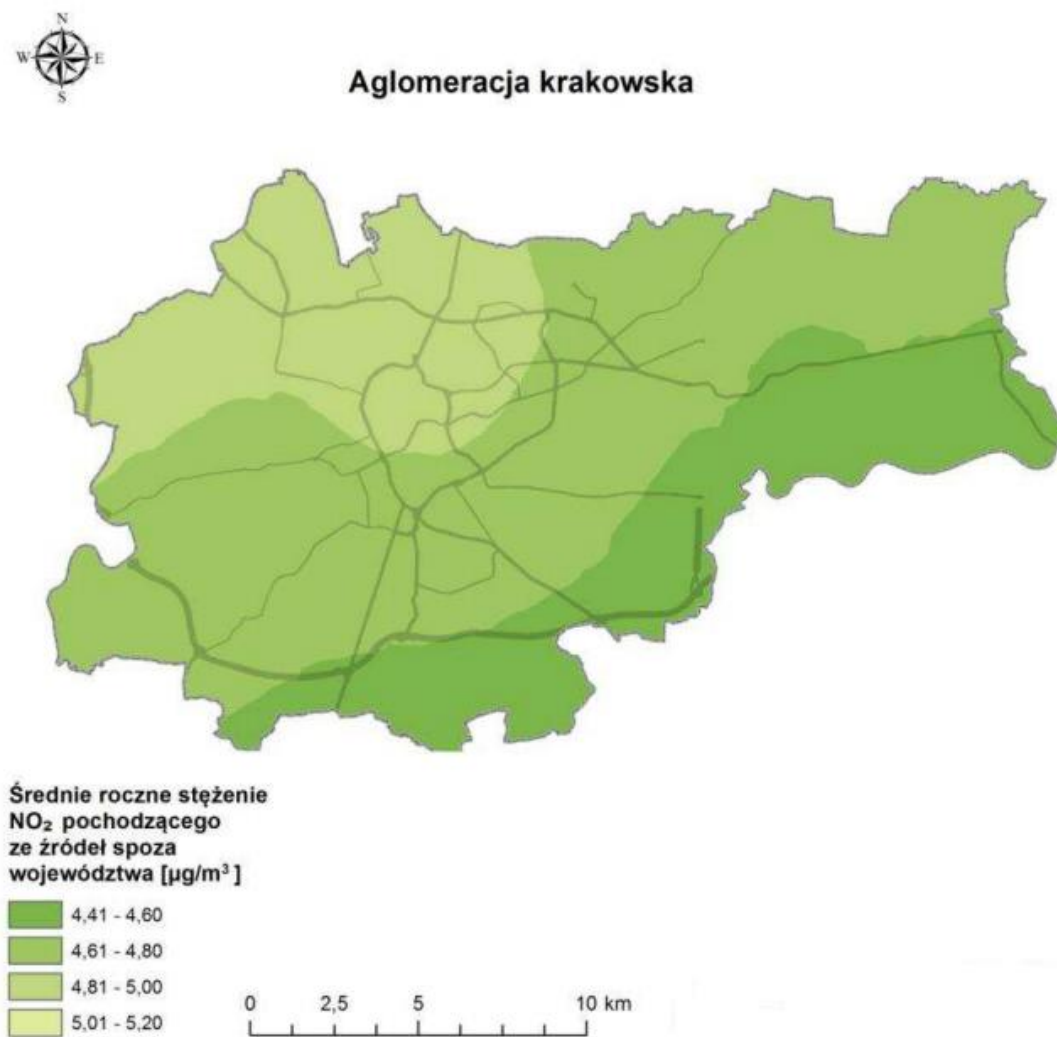 N
W E
S
Aglomeracja krakowska
Średnie roczne stężenie
NO₂ pochodzącego
ze źródeł spoza
województwa [µg/m³]
4,41 - 4,60
4,61 - 4,80
4,81 - 5,00
5,01 - 5,20
0 2,5 5 10 km